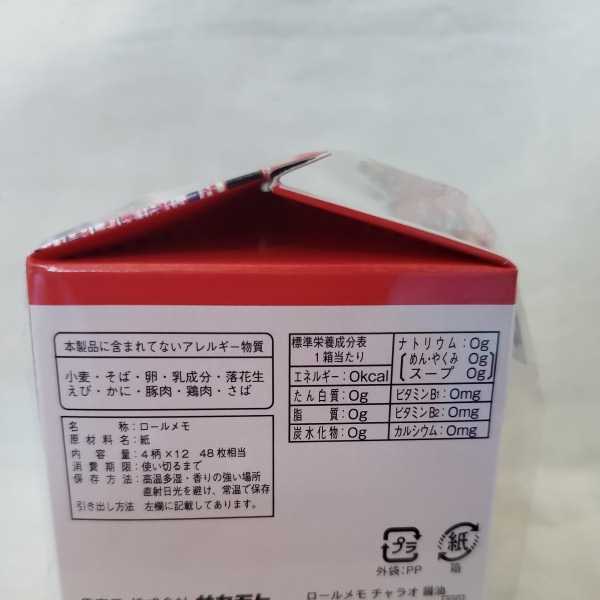 本製品に含まれてないアレルギー物質
小麦・そば・卵・乳成分・落花生
えび・かに・豚肉・鶏肉・さば
名　　　称：ロールメモ
原 材 料 名：紙
内　容　量：４柄×12　48枚相当
消 費 期 限：使い切るまで
保 存 方 法：高温多湿・香りの強い場所
直射日光を避け、常温で保存
引き出し方法　左欄に記載してあります。
標準栄養成分表
1箱当たり
エネルギー：0kcal
たん白質：0g
脂　　質：0g
炭水化物：0g
ナトリウム：0g
めん・やくみ　0g
スープ　0g
ビタミンB1：0mg
ビタミンB2：0mg
カルシウム：0mg
プラ
外袋：PP
紙
箱
ロールメモ チャラオ 醤油